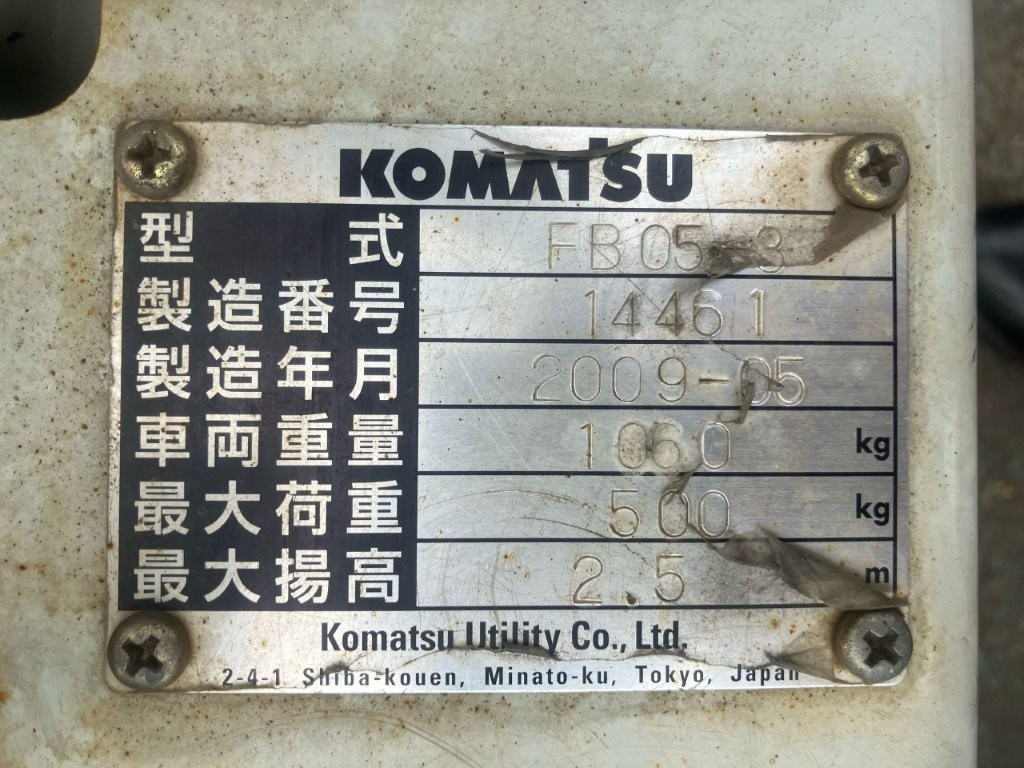 KOMATSU
型式 FB05-3
製造番号 14461
製造年月 2009-05
車両重量 1060 kg
最大荷重 500 kg
最大揚高 2.5 m
Komatsu Utility Co., Ltd.
2-4-1 Shiba-kouen, Minato-ku, Tokyo, Japan